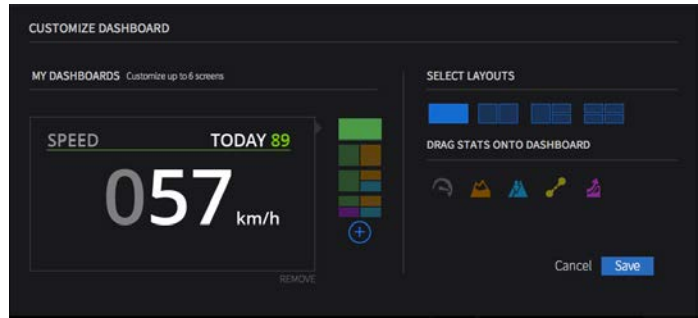 CUSTOMIZE DASHBOARD
MY DASHBOARDS Customize up to 6 screens
SPEED
TODAY 89
057 km/h
REMOVE
SELECT LAYOUTS
DRAG STATS ONTO DASHBOARD
Cancel
Save